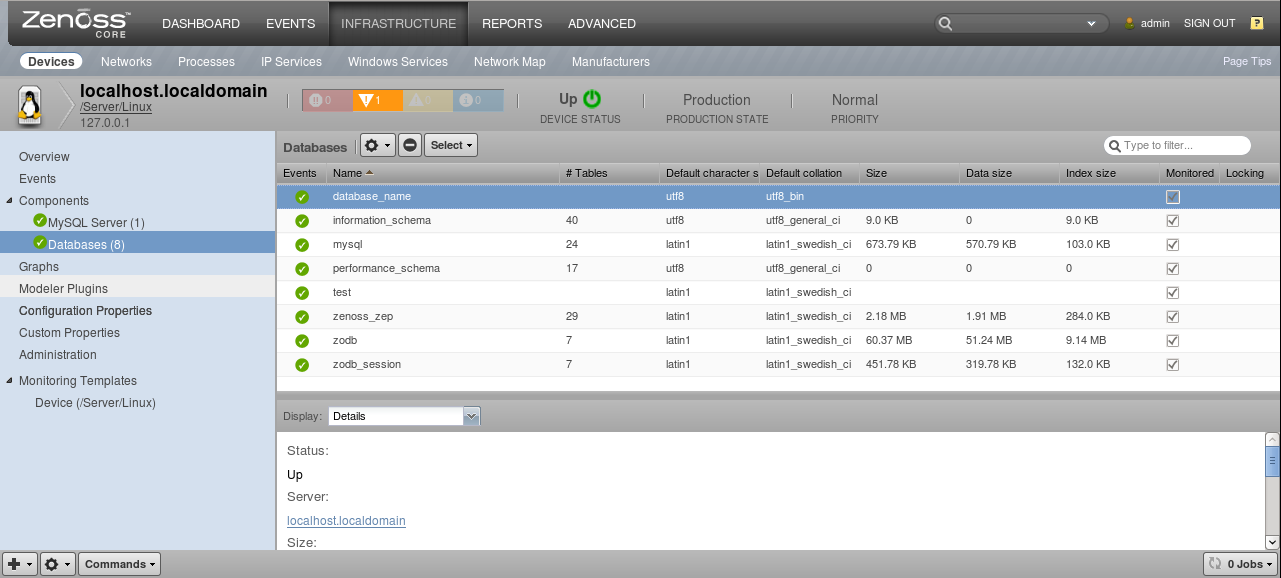 Zenoss™ CORE DASHBOARD EVENTS INFRASTRUCTURE REPORTS ADVANCED admin SIGN OUT ?
Devices Networks Processes IP Services Windows Services Network Map Manufacturers Page Tips
localhost.localdomain
/Server/Linux
127.0.0.1
0 1 0 0
Up Production Normal
DEVICE STATUS PRODUCTION STATE PRIORITY
Overview
Events
Components
MySQL Server (1)
Databases (8)
Graphs
Modeler Plugins
Configuration Properties
Custom Properties
Administration
Monitoring Templates
Device (/Server/Linux)
Databases Select Type to filter...
Events Name # Tables Default character s Default collation Size Data size Index size Monitored Locking
database_name utf8 utf8_bin
information_schema 40 utf8 utf8_general_ci 9.0 KB 0 9.0 KB
mysql 24 latin1 latin1_swedish_ci 673.79 KB 570.79 KB 103.0 KB
performance_schema 17 utf8 utf8_general_ci 0 0 0
test latin1 latin1_swedish_ci
zenoss_zep 29 latin1 latin1_swedish_ci 2.18 MB 1.91 MB 284.0 KB
zodb 7 latin1 latin1_swedish_ci 60.37 MB 51.24 MB 9.14 MB
zodb_session 7 latin1 latin1_swedish_ci 451.78 KB 319.78 KB 132.0 KB
Display: Details
Status:
Up
Server:
localhost.localdomain
Size:
Commands 0 Jobs